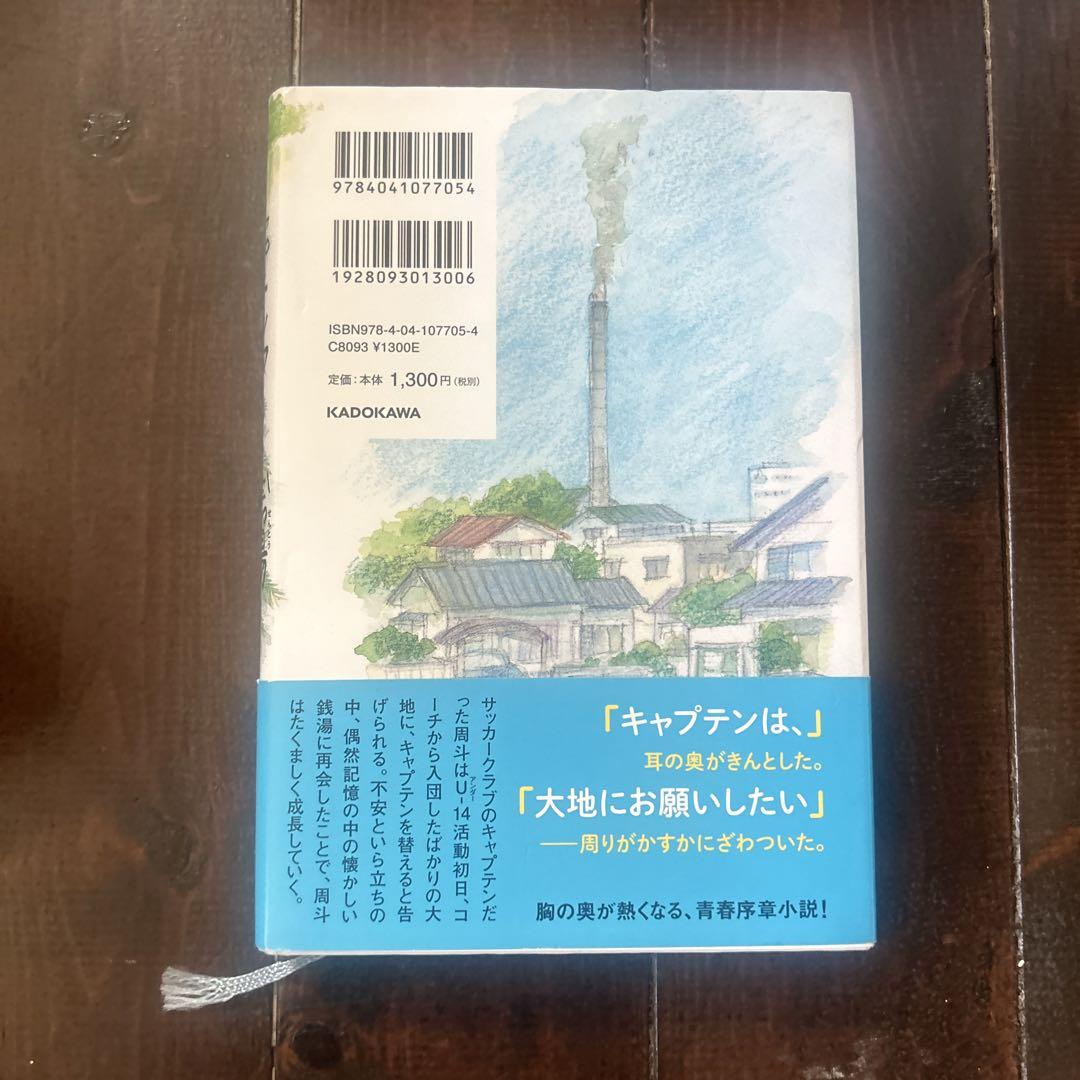 9784041077054
1928093013006
ISBN978-4-04-107705-4
C8093 ¥1300E
定価：本体 1,300円（税別）
KADOKAWA
「キャプテンは、」
耳の奥がきんとした。
「大地にお願いしたい」
――周りがかすかにざわついた。
胸の奥が熱くなる、青春序章小説！
サッカークラブのキャプテンだ
った周斗はU-14活動初日、コ
アンダー
ーチから入団したばかりの大
地に、キャプテンを替えると告
げられる。不安といら立ちの
中、偶然記憶の中の懐かしい
銭湯に再会したことで、周斗
はたくましく成長していく。